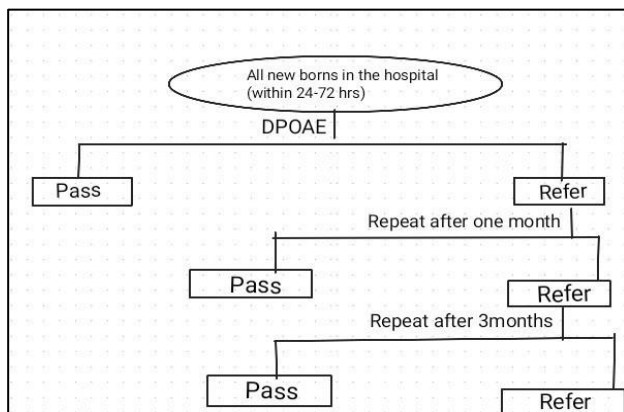 All new borns in the hospital
(within 24-72 hrs)
DPOAE
Pass
Refer
Repeat after one month
Pass
Refer
Repeat after 3months
Pass
Refer